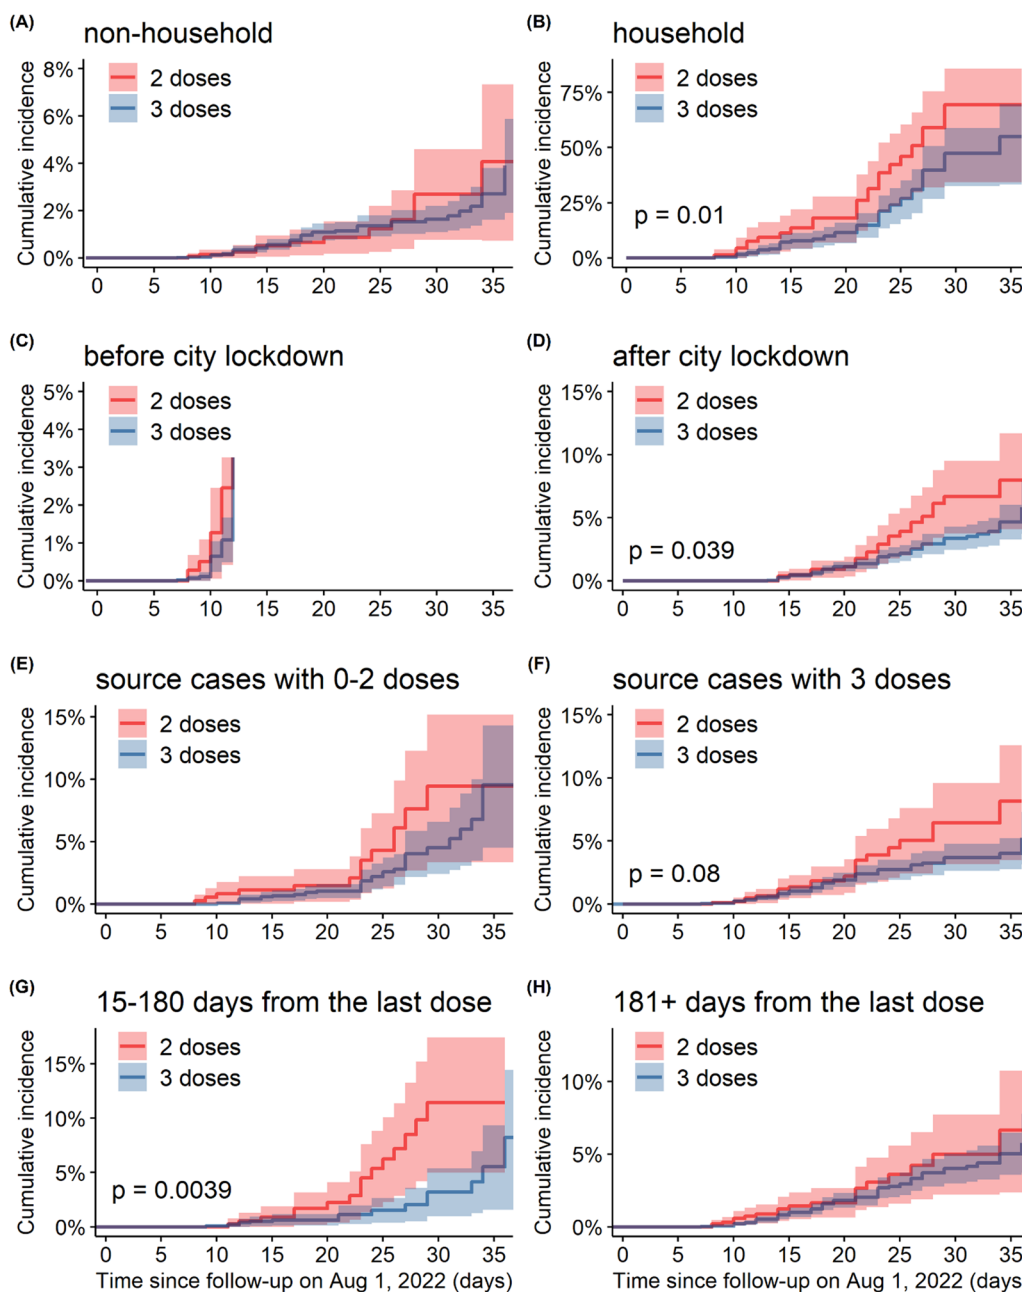 (A) non-household
Cumulative incidence
8%
6%
4%
2%
0%
2 doses
3 doses
0 5 10 15 20 25 30 35
(B) household
Cumulative incidence
75%
50%
25%
0%
2 doses
3 doses
p = 0.01
0 5 10 15 20 25 30 35
(C) before city lockdown
Cumulative incidence
5%
4%
3%
2%
1%
0%
2 doses
3 doses
0 5 10 15 20 25 30 35
(D) after city lockdown
Cumulative incidence
15%
10%
5%
0%
2 doses
3 doses
p = 0.039
0 5 10 15 20 25 30 35
(E) source cases with 0-2 doses
Cumulative incidence
15%
10%
5%
0%
2 doses
3 doses
0 5 10 15 20 25 30 35
(F) source cases with 3 doses
Cumulative incidence
15%
10%
5%
0%
2 doses
3 doses
p = 0.08
0 5 10 15 20 25 30 35
(G) 15-180 days from the last dose
Cumulative incidence
15%
10%
5%
0%
2 doses
3 doses
p = 0.0039
0 5 10 15 20 25 30 35
Time since follow-up on Aug 1, 2022 (days)
(H) 181+ days from the last dose
Cumulative incidence
10%
5%
0%
2 doses
3 doses
0 5 10 15 20 25 30 35
Time since follow-up on Aug 1, 2022 (days)